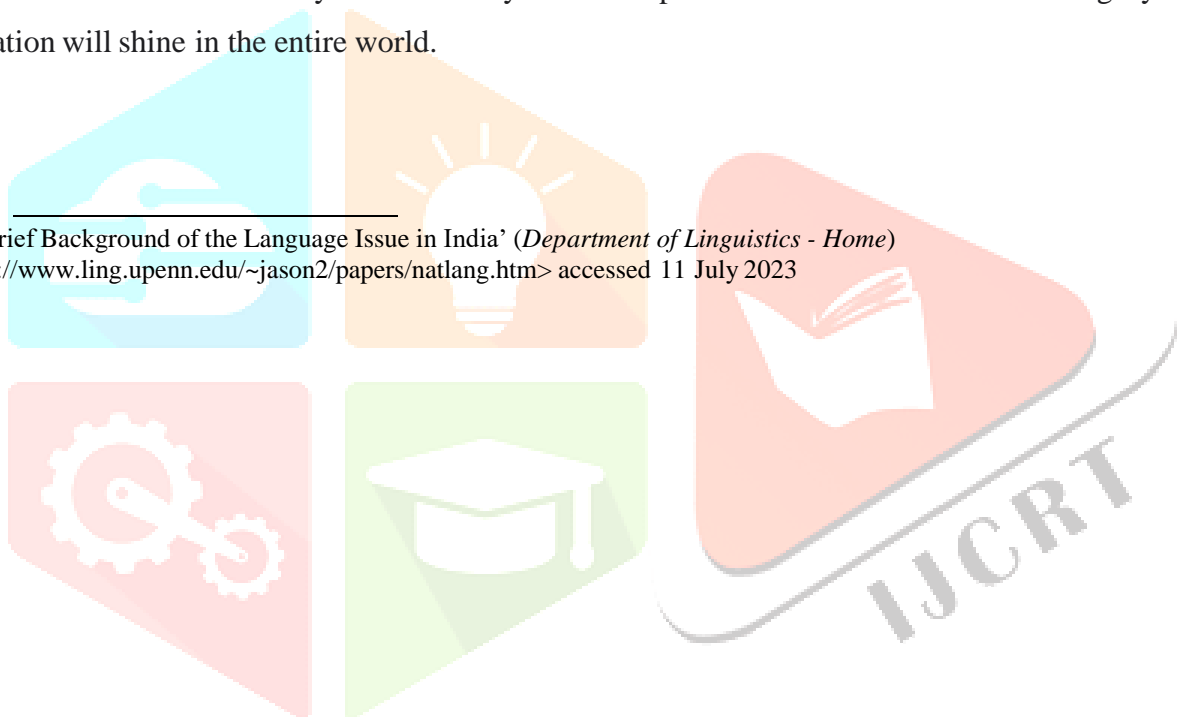 ation will shine in the entire world.
rief Background of the Language Issue in India’ (Department of Linguistics - Home)
://www.ling.upenn.edu/~jason2/papers/natlang.htm> accessed 11 July 2023
IJCRT